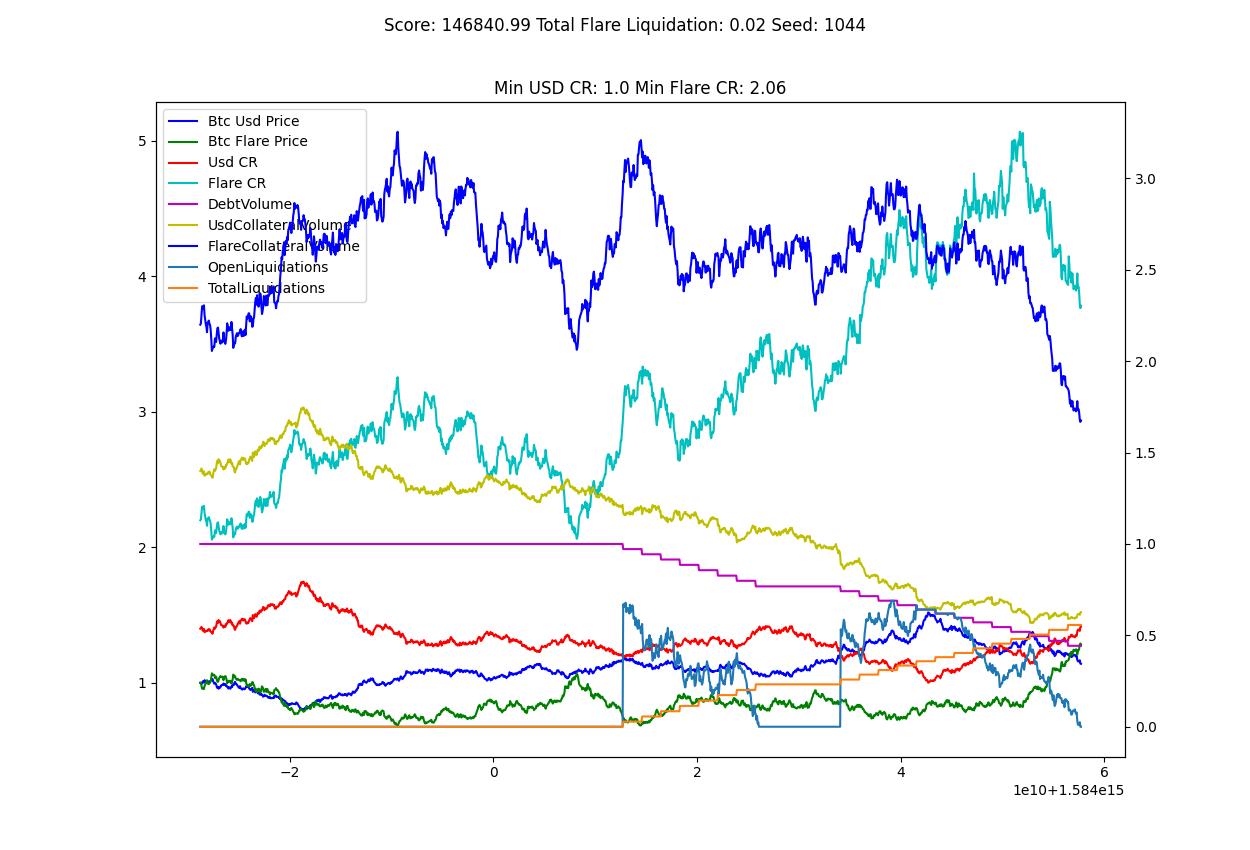 Score: 146840.99 Total Flare Liquidation: 0.02 Seed: 1044
Min USD CR: 1.0 Min Flare CR: 2.06
Btc Usd Price
Btc Flare Price
Usd CR
Flare CR
DebtVolume
UsdCollateralVolume
FlareCollateralVolume
OpenLiquidations
TotalLiquidations
5
4
3
2
1
3.0
2.5
2.0
1.5
1.0
0.5
0.0
−2 0 2 4 6
1e10+1.584e15